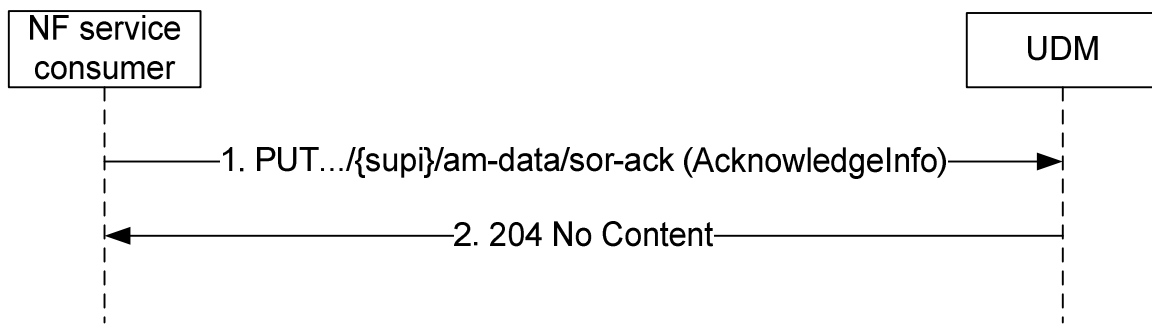 NF service
consumer
UDM
1. PUT.../{supi}/am-data/sor-ack (AcknowledgeInfo)
2. 204 No Content